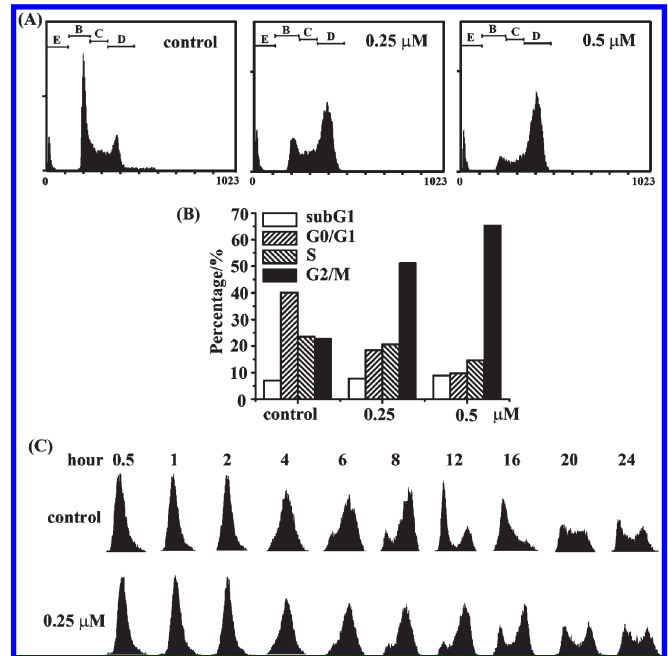 (A)
E B C D
control
0 1023
E B C D
0.25 μM
0 1023
E B C D
0.5 μM
0 1023
(B)
Percentage/%
70
60
50
40
30
20
10
0
subG1
G0/G1
S
G2/M
control 0.25 0.5 μM
(C)
hour 0.5 1 2 4 6 8 12 16 20 24
control
0.25 μM